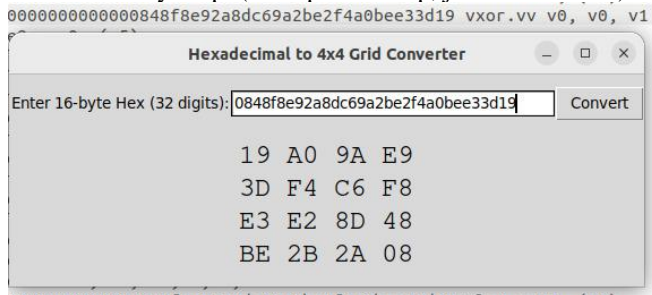 0000000000000848f8e92a8dc69a2be2f4a0bee33d19 vxor.vv v0, v0, v1
Hexadecimal to 4x4 Grid Converter
Enter 16-byte Hex (32 digits): 0848f8e92a8dc69a2be2f4a0bee33d19 Convert
19 A0 9A E9
3D F4 C6 F8
E3 E2 8D 48
BE 2B 2A 08